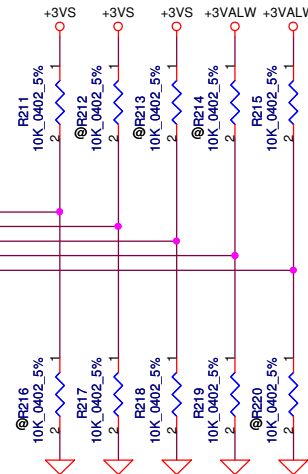 +3VS +3VS +3VS +3VALW +3VALW
R211
10K_0402_5%
1
2
@R212
10K_0402_5%
1
2
@R213
10K_0402_5%
1
2
@R214
10K_0402_5%
1
2
R215
10K_0402_5%
1
2
@R216
10K_0402_5%
1
2
R217
10K_0402_5%
1
2
R218
10K_0402_5%
1
2
R219
10K_0402_5%
1
2
@R220
10K_0402_5%
1
2